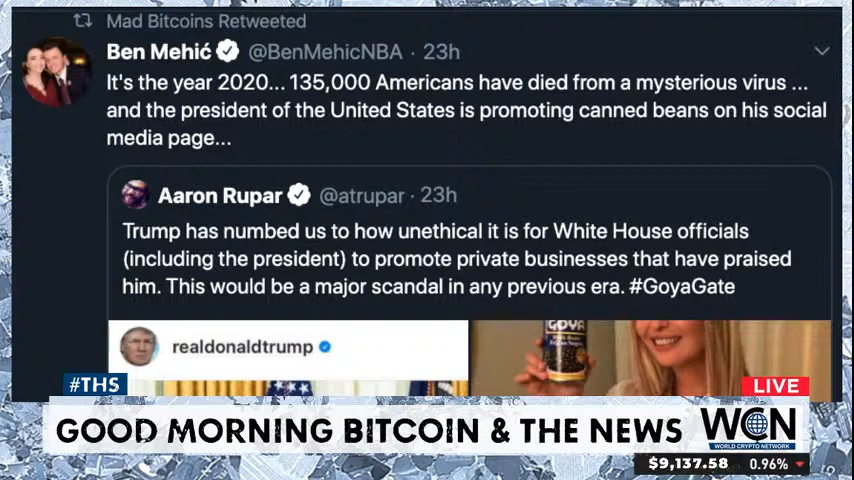 Mad Bitcoins Retweeted
Ben Mehić @BenMehicNBA · 23h
It's the year 2020... 135,000 Americans have died from a mysterious virus ...
and the president of the United States is promoting canned beans on his social
media page...
Aaron Rupar @atrupar · 23h
Trump has numbed us to how unethical it is for White House officials
(including the president) to promote private businesses that have praised
him. This would be a major scandal in any previous era. #GoyaGate
realdonaldtrump
GOYA
#THS
LIVE
GOOD MORNING BITCOIN & THE NEWS
WCN
WORLD CRYPTO NETWORK
$9,137.58 0.96%